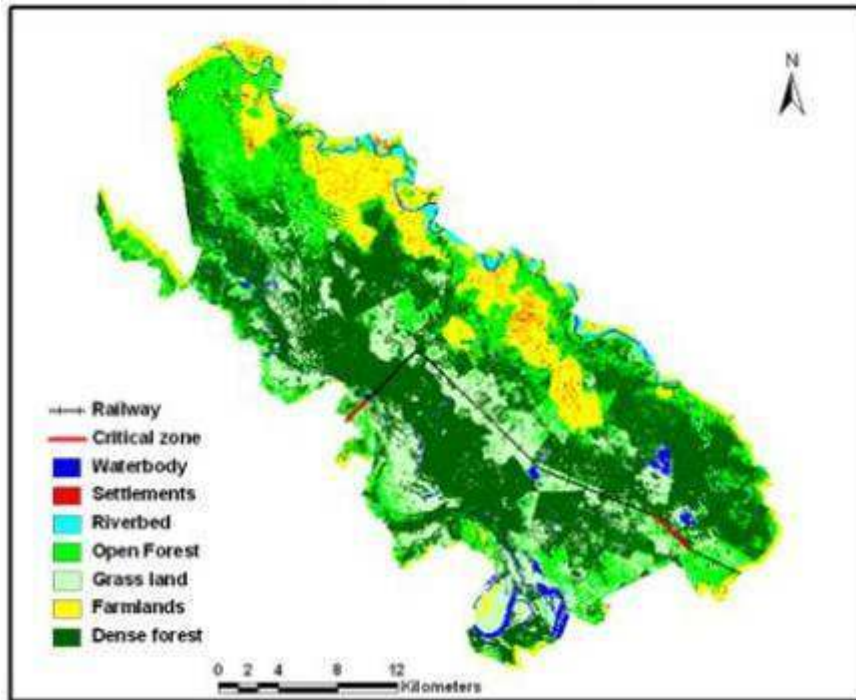 N
Railway
Critical zone
Waterbody
Settlements
Riverbed
Open Forest
Grass land
Farmlands
Dense forest
0 2 4 8 12
Kilometers